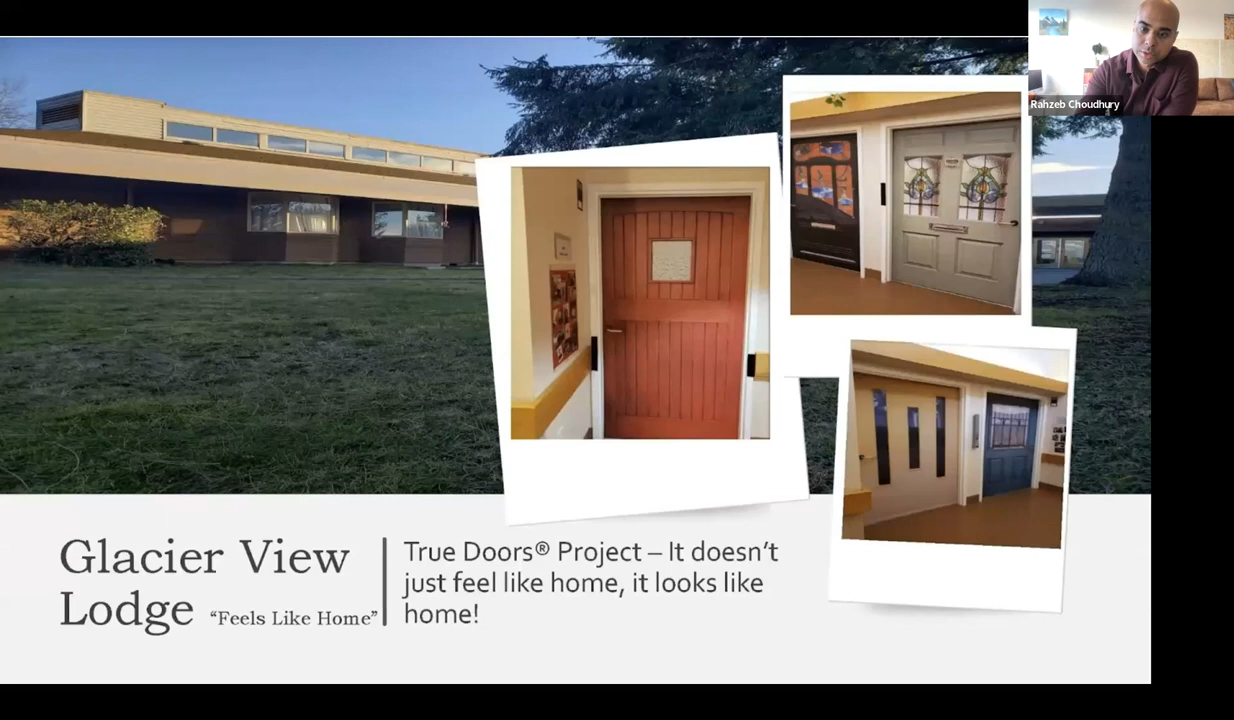 Rahzeb Choudhury
Glacier View
Lodge “Feels Like Home”
True Doors® Project – It doesn’t
just feel like home, it looks like
home!